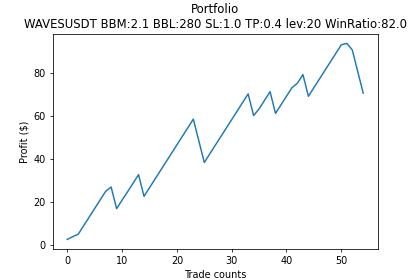 Portfolio
WAVESUSDT BBM:2.1 BBL:280 SL:1.0 TP:0.4 lev:20 WinRatio:82.0
Profit ($)
80
60
40
20
0
0 10 20 30 40 50
Trade counts